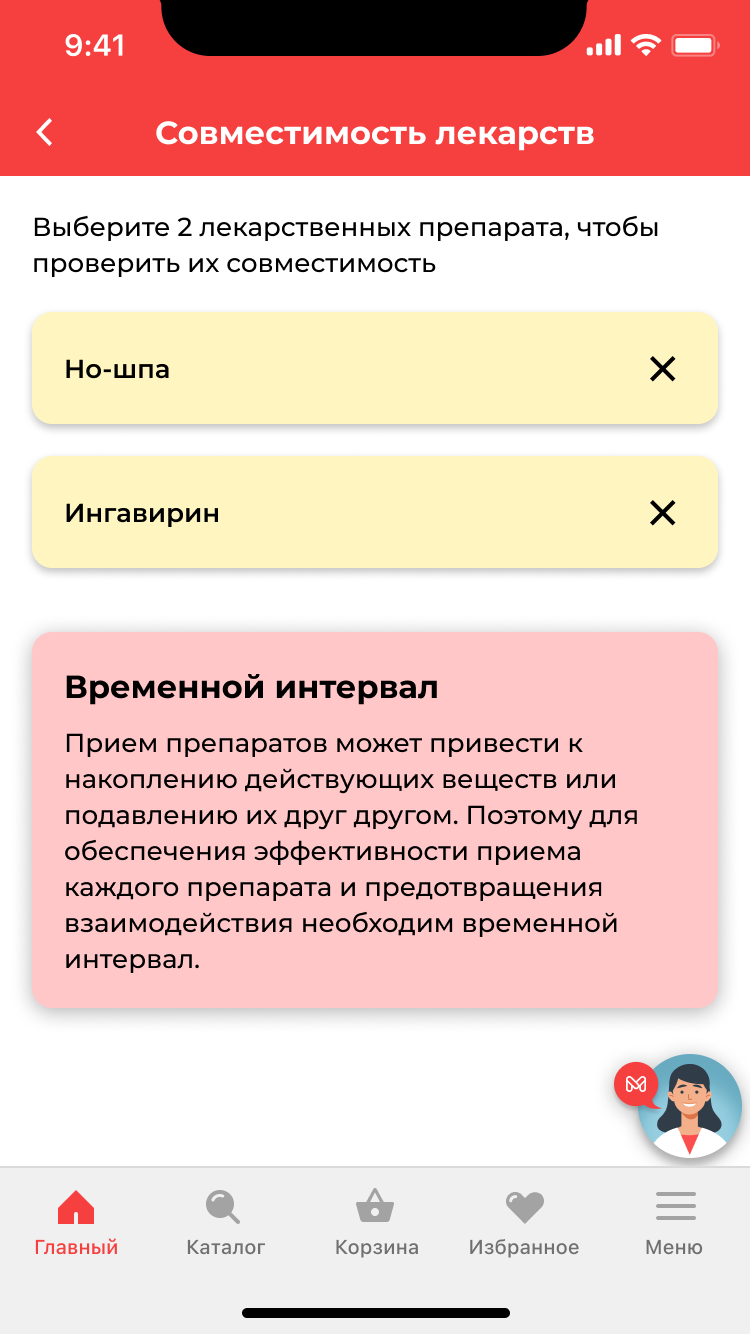 9:41
Совместимость лекарств
Выберите 2 лекарственных препарата, чтобы
проверить их совместимость
Но-шпа
Ингавирин
Временной интервал
Прием препаратов может привести к
накоплению действующих веществ или
подавлению их друг другом. Поэтому для
обеспечения эффективности приема
каждого препарата и предотвращения
взаимодействия необходим временной
интервал.
Главный
Каталог
Корзина
Избранное
Меню